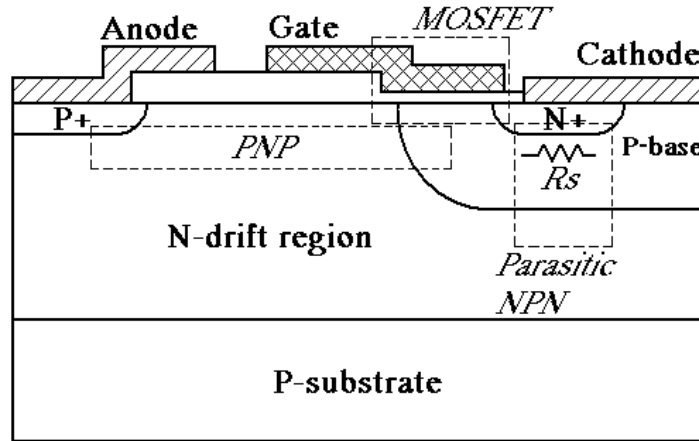 MOSFET
Anode
Gate
Cathode
P+
N+
PNP
P-base
Rs
N-drift region
Parasitic
NPN
P-substrate